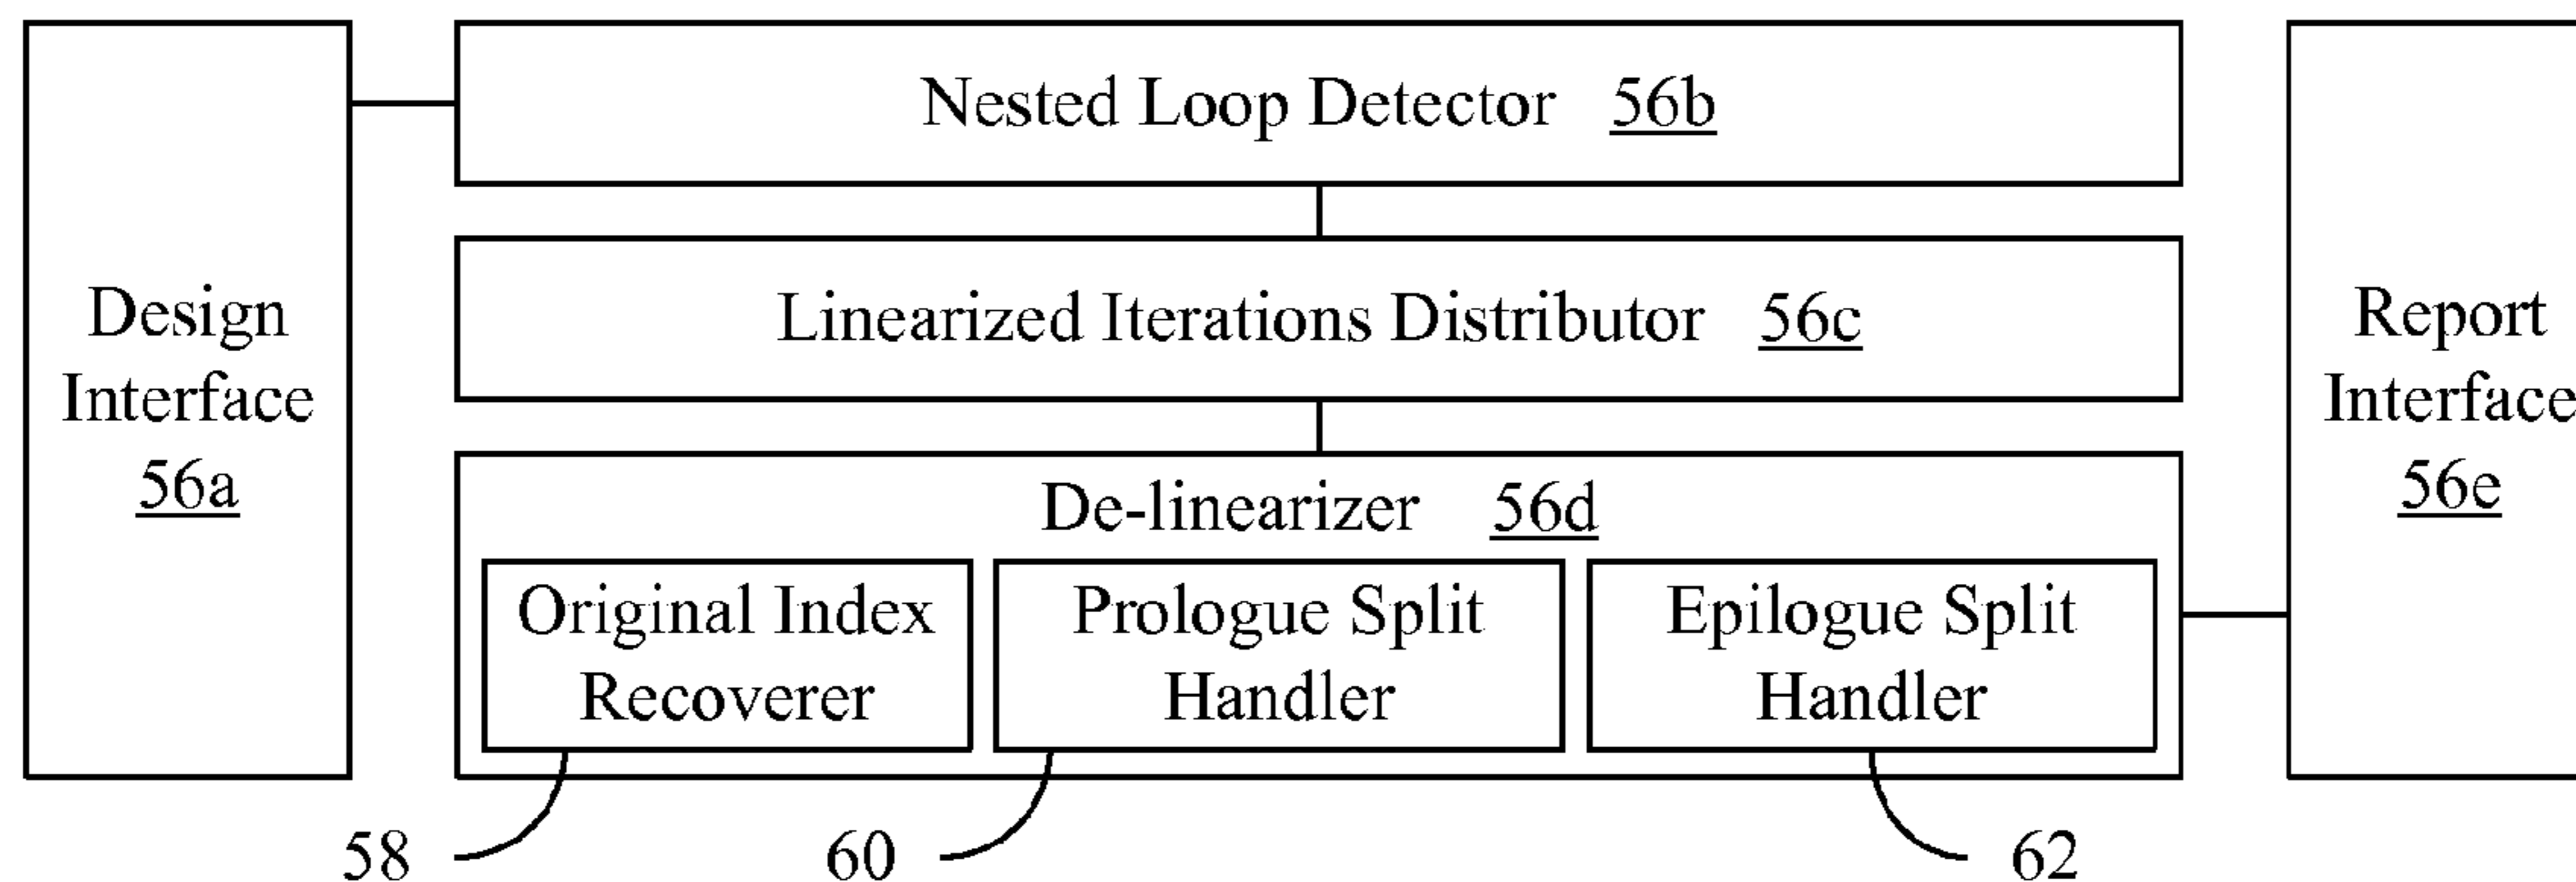 Design
Interface
56a
Nested Loop Detector 56b
Linearized Iterations Distributor 56c
De-linearizer 56d
Original Index
Recoverer
Prologue Split
Handler
Epilogue Split
Handler
Report
Interface
56e
58
60
62